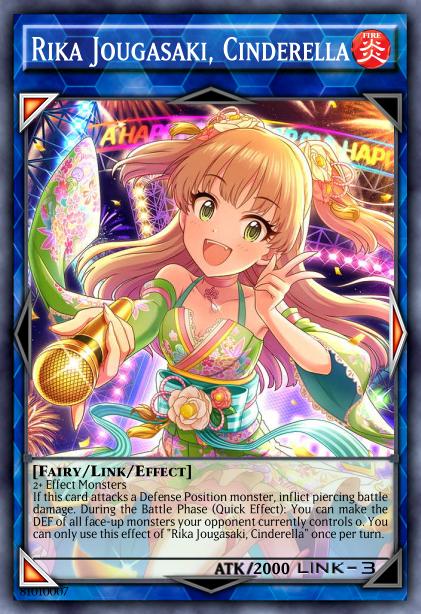 Rika Jougasaki, Cinderella
FIRE
炎
[Fairy/Link/Effect]
2+ Effect Monsters
If this card attacks a Defense Position monster, inflict piercing battle
damage. During the Battle Phase (Quick Effect): You can make the
DEF of all face-up monsters your opponent currently controls 0. You
can only use this effect of "Rika Jougasaki, Cinderella" once per turn.
ATK/2000 LINK-3
81010007